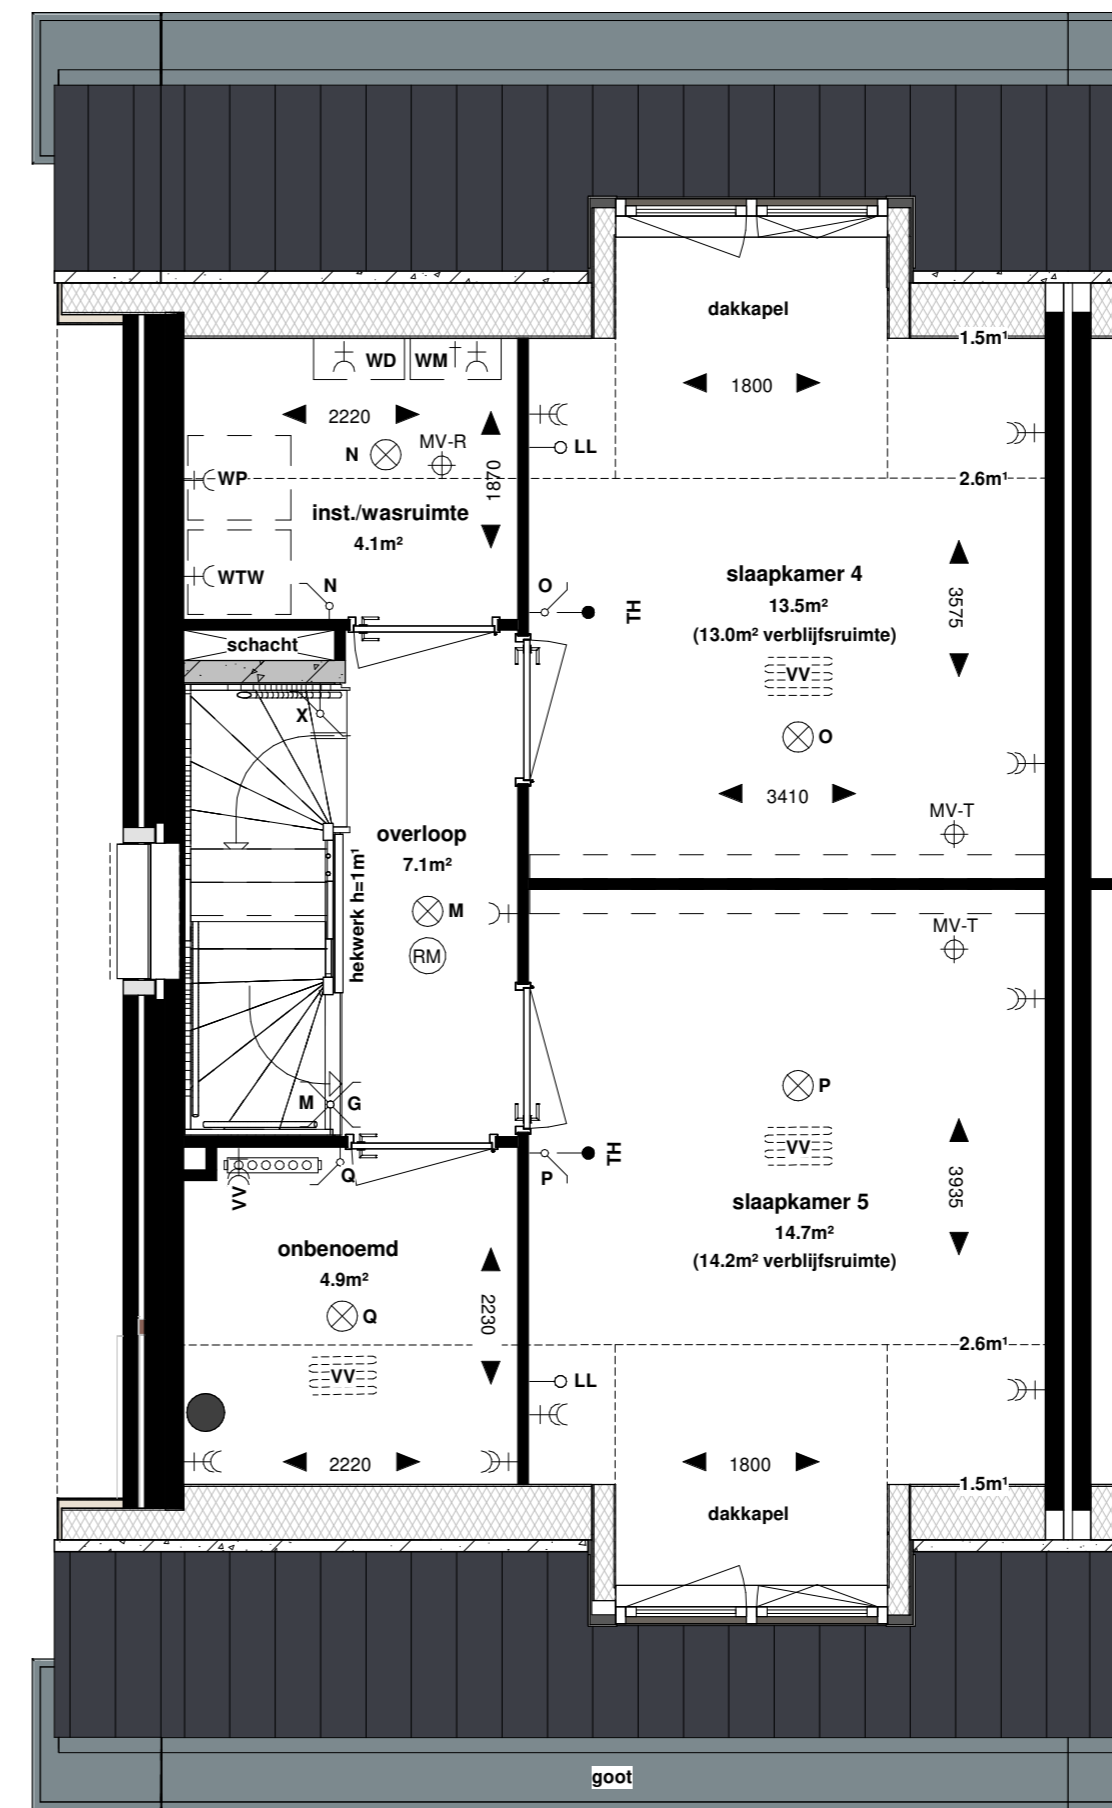 dakkapel
1.5m¹
WD
WM
1800
2220
MV-R
N
LL
1870
WP
2.6m¹
inst./wasruimte
4.1m²
slaapkamer 4
13.5m²
(13.0m² verblijfsruimte)
3575
WTW
N
O
TH
schacht
VV
X
O
3410
MV-T
overloop
7.1m²
hekwerk h=1m¹
M
RM
MV-T
P
M
G
VV
Q
P
TH
VV
3935
slaapkamer 5
14.7m²
(14.2m² verblijfsruimte)
onbenoemd
4.9m²
Q
2230
2.6m¹
VV
LL
2220
1800
1.5m¹
dakkapel
goot